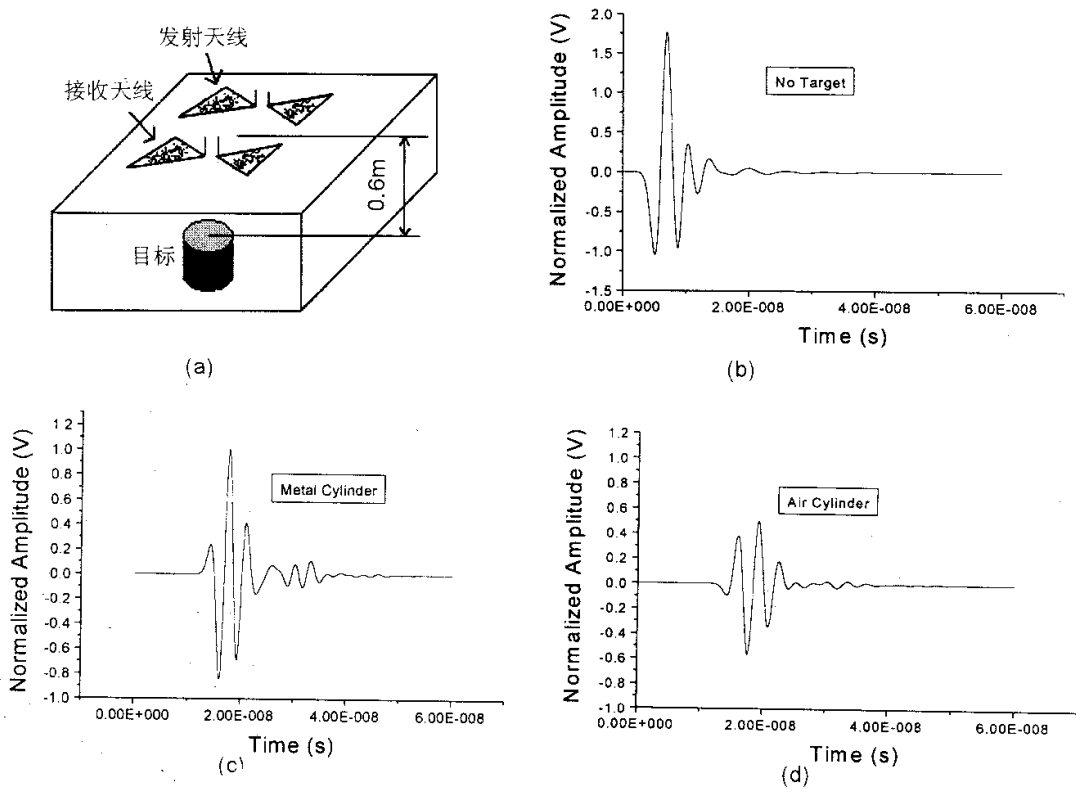 发射天线
接收天线
0.6m
目标
(a)
Normalized Amplitude (V)
2.0
1.5
1.0
0.5
0.0
-0.5
-1.0
-1.5
No Target
0.00E+000
2.00E-008
4.00E-008
6.00E-008
Time (s)
(b)
Normalized Amplitude (V)
1.2
1.0
0.8
0.6
0.4
0.2
0.0
-0.2
-0.4
-0.6
-0.8
-1.0
Metal Cylinder
0.00E+000
2.00E-008
4.00E-008
6.00E-008
Time (s)
(c)
Normalized Amplitude (V)
1.2
1.0
0.8
0.6
0.4
0.2
0.0
-0.2
-0.4
-0.6
-0.8
-1.0
Air Cylinder
0.00E+000
2.00E-008
4.00E-008
6.00E-008
Time (s)
(d)